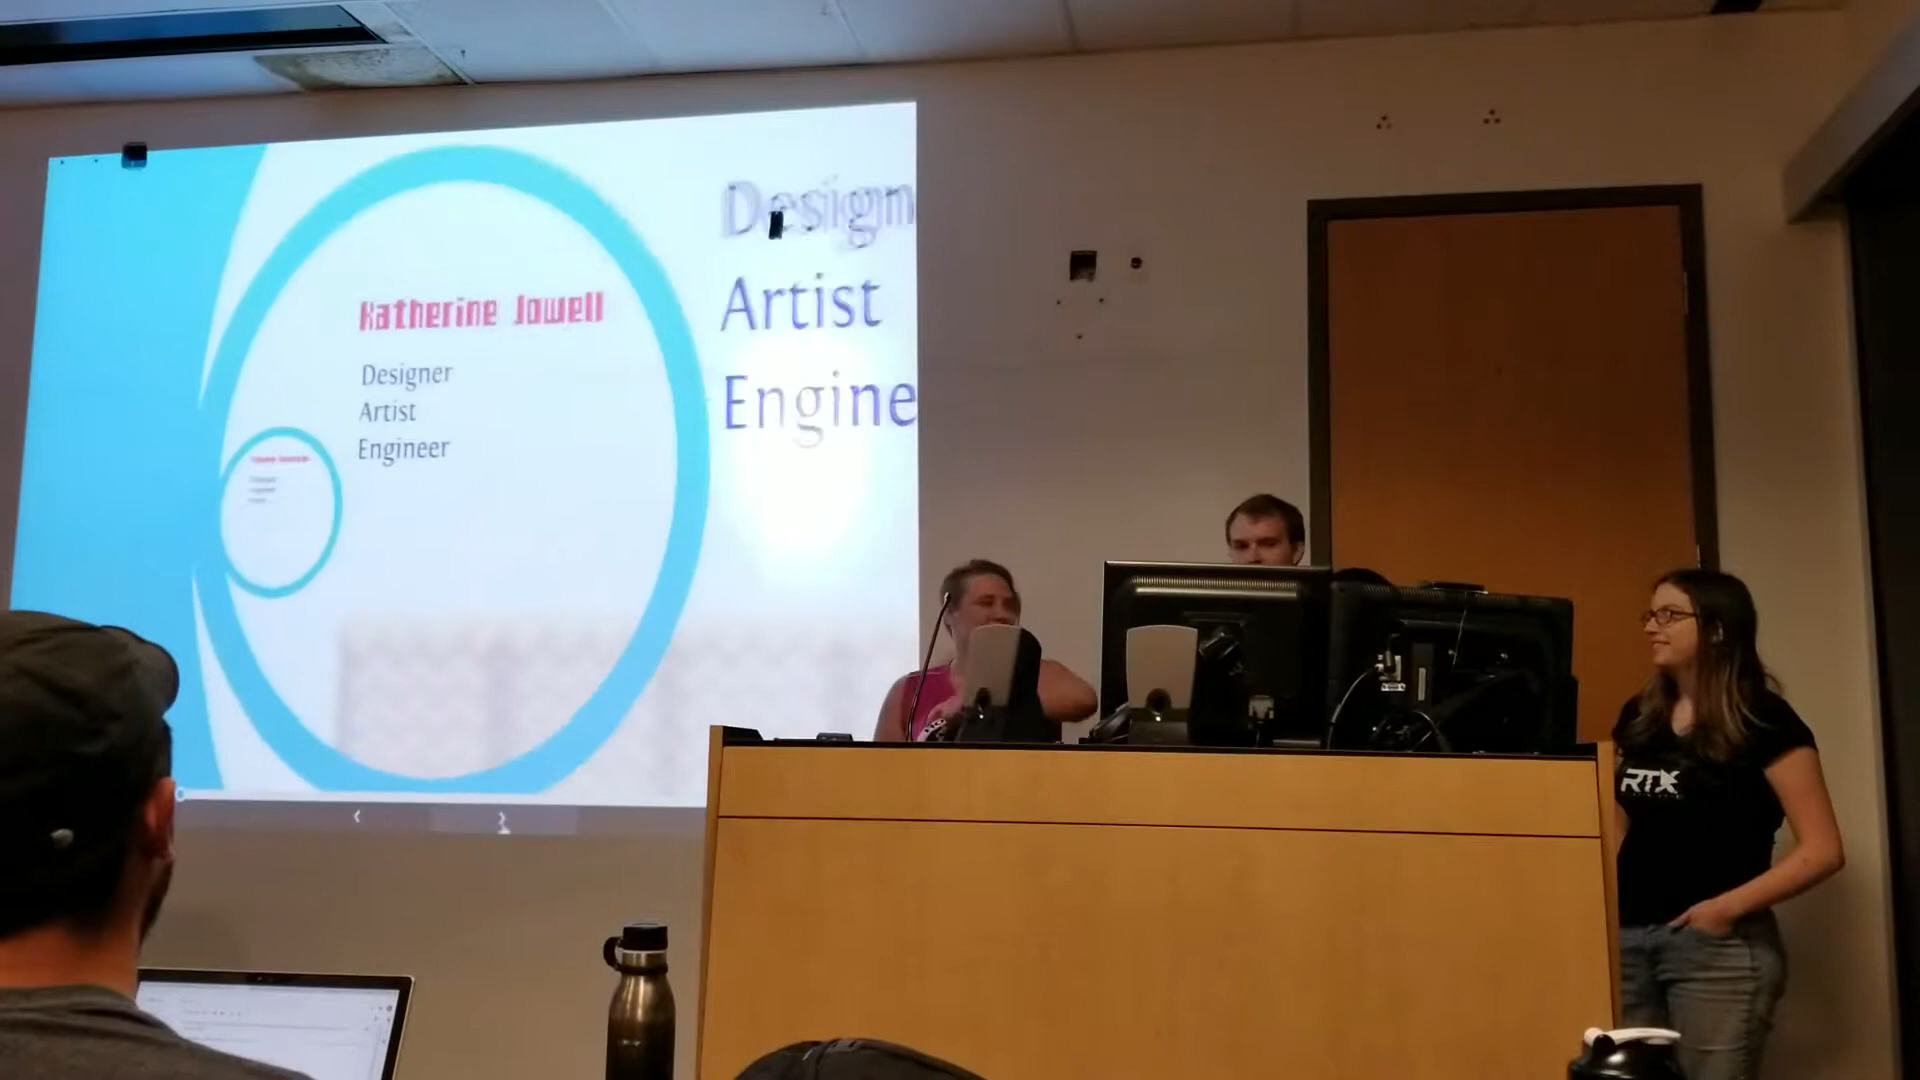 Katherine Jowell
Designer
Artist
Engineer
Design
Artist
Engine
RTX